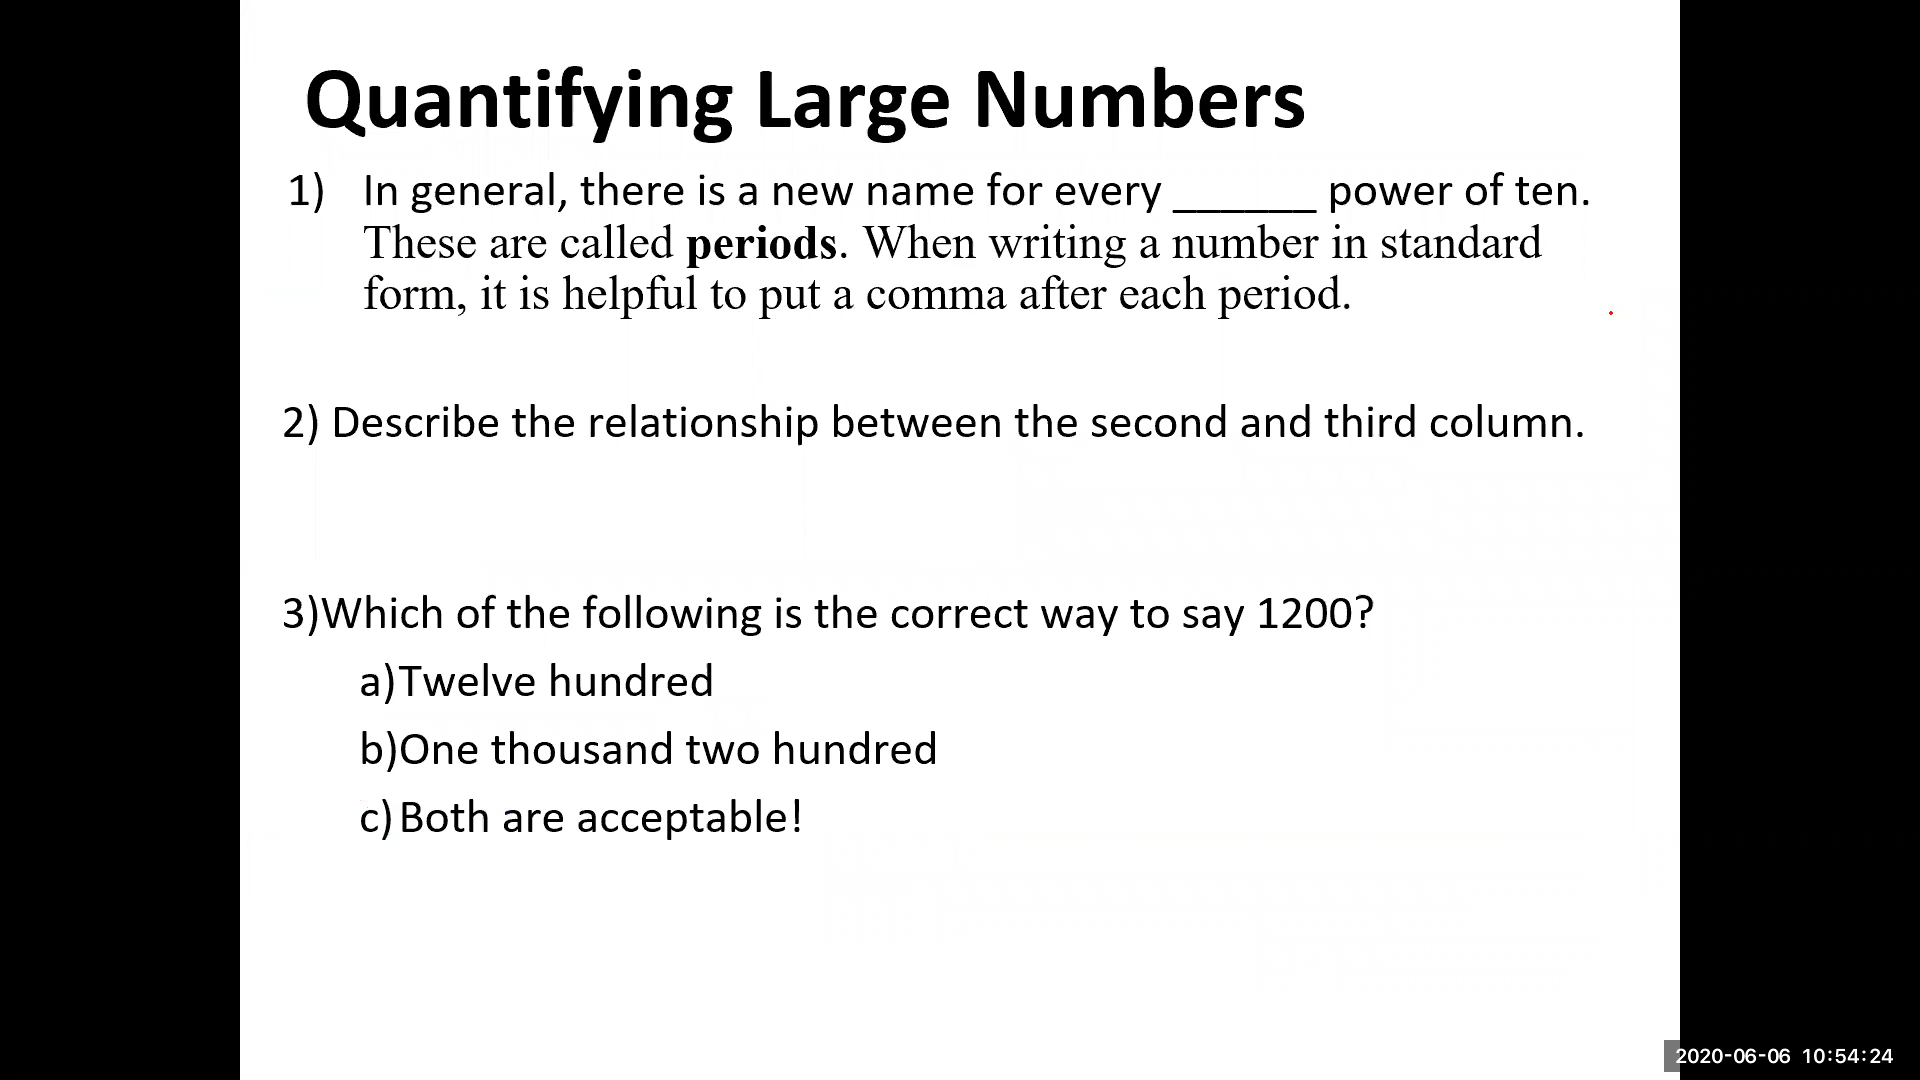 Quantifying Large Numbers
1) In general, there is a new name for every ______ power of ten.
These are called periods. When writing a number in standard
form, it is helpful to put a comma after each period.
2) Describe the relationship between the second and third column.
3)Which of the following is the correct way to say 1200?
a)Twelve hundred
b)One thousand two hundred
c)Both are acceptable!
2020-06-06 10:54:24